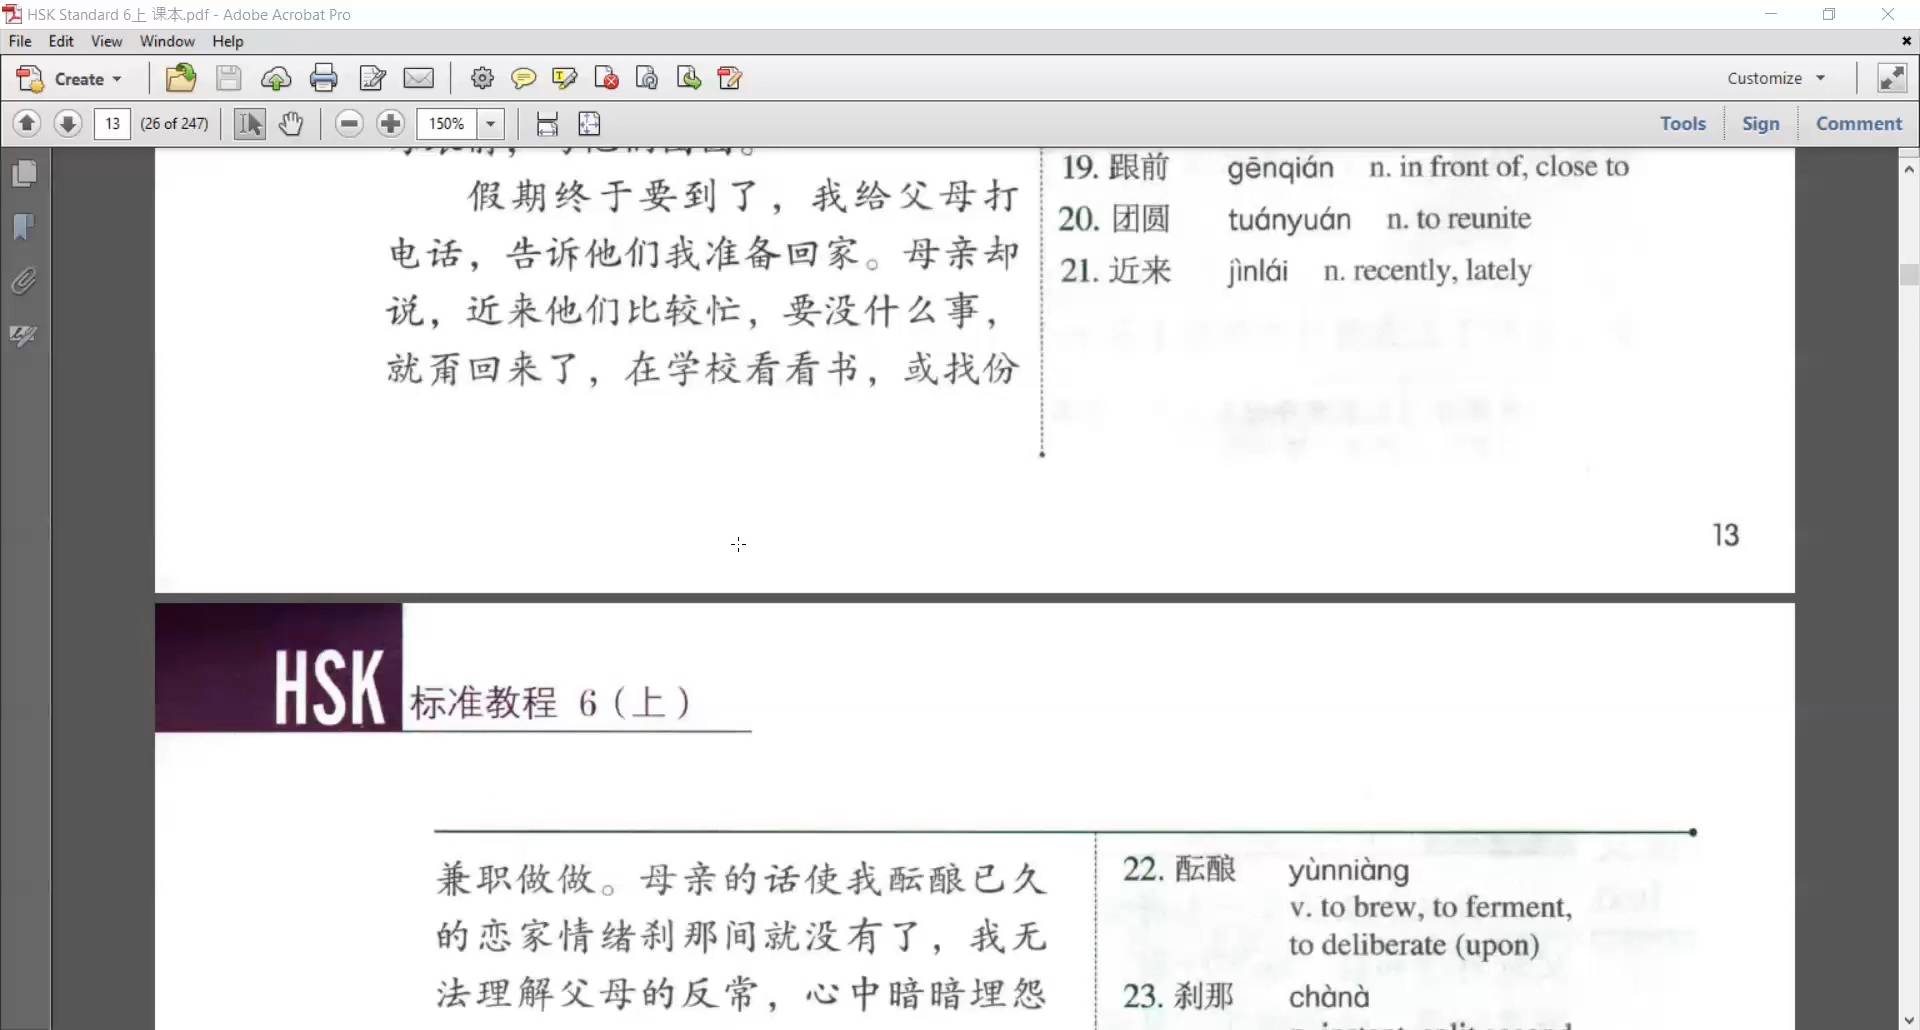 HSK Standard 6上 课本.pdf - Adobe Acrobat Pro
File Edit View Window Help
Create
Customize
13 (26 of 247) 150%
Tools Sign Comment
假期终于要到了，我给父母打
电话，告诉他们我准备回家。母亲却
说，近来他们比较忙，要没什么事，
就甭回来了，在学校看看书，或找份
19. 跟前 gēnqián n. in front of, close to
20. 团圆 tuányuán n. to reunite
21. 近来 jìnlái n. recently, lately
13
HSK 标准教程 6（上）
兼职做做。母亲的话使我酝酿已久
的恋家情绪刹那间就没有了，我无
法理解父母的反常，心中暗暗埋怨
22. 酝酿 yùnniàng
v. to brew, to ferment,
to deliberate (upon)
23. 刹那 chànà